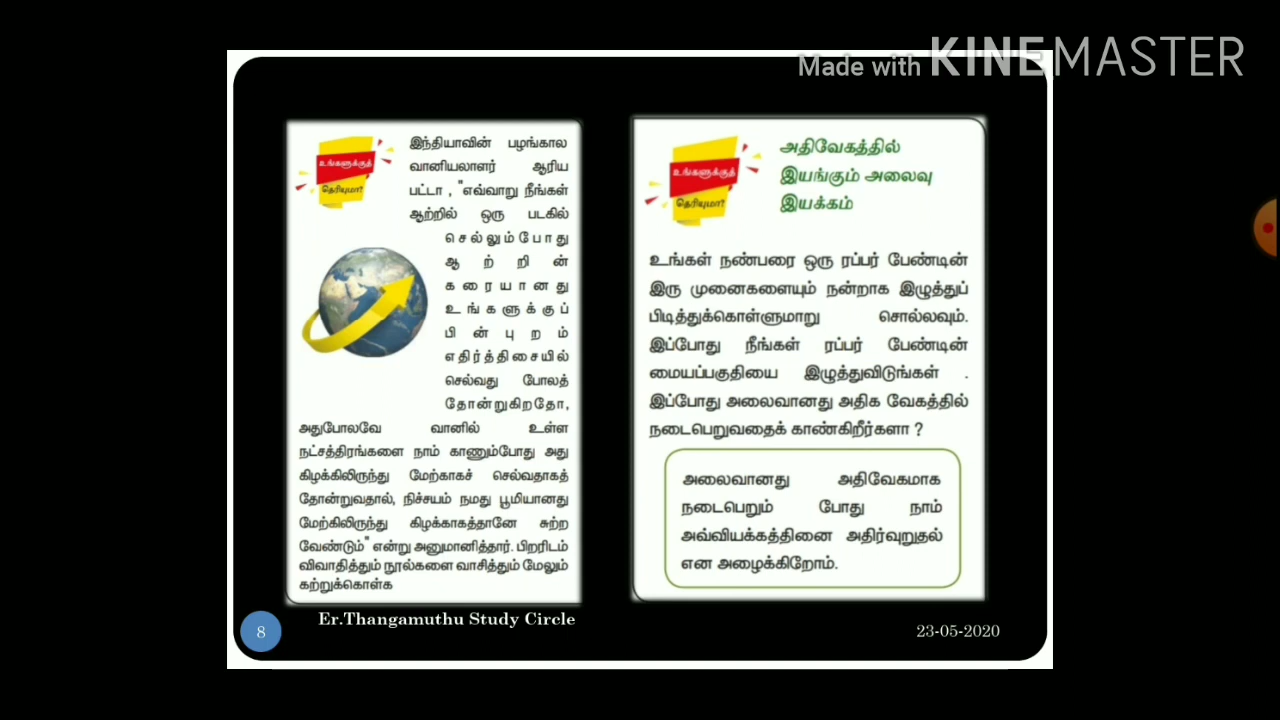 Made with KINEMASTER
உங்களுக்குத்
தெரியுமா?
இந்தியாவின் பழங்கால
வானியலாளர் ஆரிய
பட்டா , "எவ்வாறு நீங்கள்
ஆற்றில் ஒரு படகில்
செல்லும்போது
ஆற்றின்
கரையானது
உங்களுக்குப்
பின்புறம்
எதிர்த்திசையில்
செல்வது போலத்
தோன்றுகிறதோ,
அதுபோலவே வானில் உள்ள
நட்சத்திரங்களை நாம் காணும்போது அது
கிழக்கிலிருந்து மேற்காகச் செல்வதாகத்
தோன்றுவதால், நிச்சயம் நமது பூமியானது
மேற்கிலிருந்து கிழக்காகத்தானே சுற்ற
வேண்டும்" என்று அனுமானித்தார். பிறரிடம்
விவாதித்தும் நூல்களை வாசித்தும் மேலும்
கற்றுக்கொள்க
உங்களுக்குத்
தெரியுமா?
அதிவேகத்தில்
இயங்கும் அலைவு
இயக்கம்
உங்கள் நண்பரை ஒரு ரப்பர் பேண்டின்
இரு முனைகளையும் நன்றாக இழுத்துப்
பிடித்துக்கொள்ளுமாறு சொல்லவும்.
இப்போது நீங்கள் ரப்பர் பேண்டின்
மையப்பகுதியை இழுத்துவிடுங்கள் .
இப்போது அலைவானது அதிக வேகத்தில்
நடைபெறுவதைக் காண்கிறீர்களா ?
அலைவானது அதிவேகமாக
நடைபெறும் போது நாம்
அவ்வியக்கத்தினை அதிர்வுறுதல்
என அழைக்கிறோம்.
8
Er.Thangamuthu Study Circle
23-05-2020